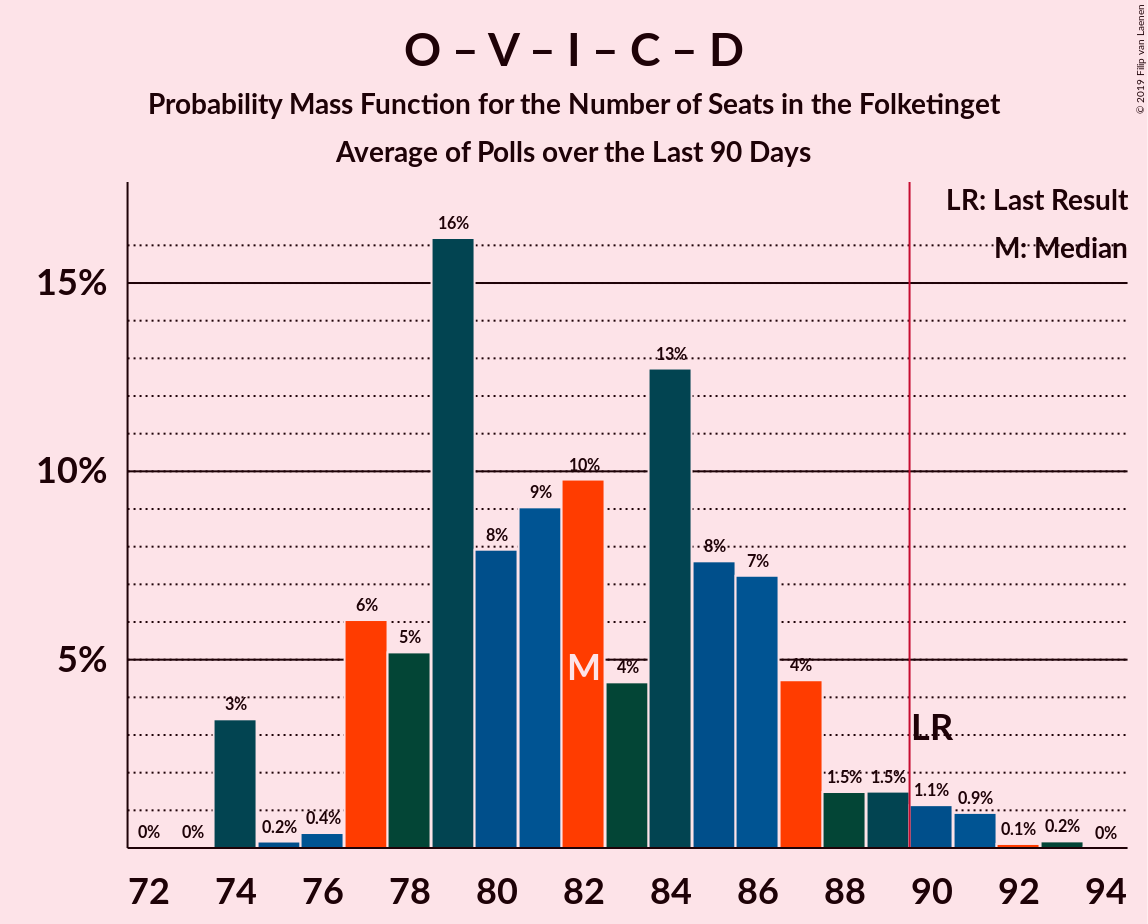 O – V – I – C – D
Probability Mass Function for the Number of Seats in the Folketinget
Average of Polls over the Last 90 Days
© 2019 Filip van Laenen
LR: Last Result
M: Median
15%
10%
5%
0% 0% 3% 0.2% 0.4% 6% 5% 16% 8% 9% 10% 4% 13% 8% 7% 4% 1.5% 1.5% 1.1% 0.9% 0.1% 0.2% 0%
M
LR
72 74 76 78 80 82 84 86 88 90 92 94